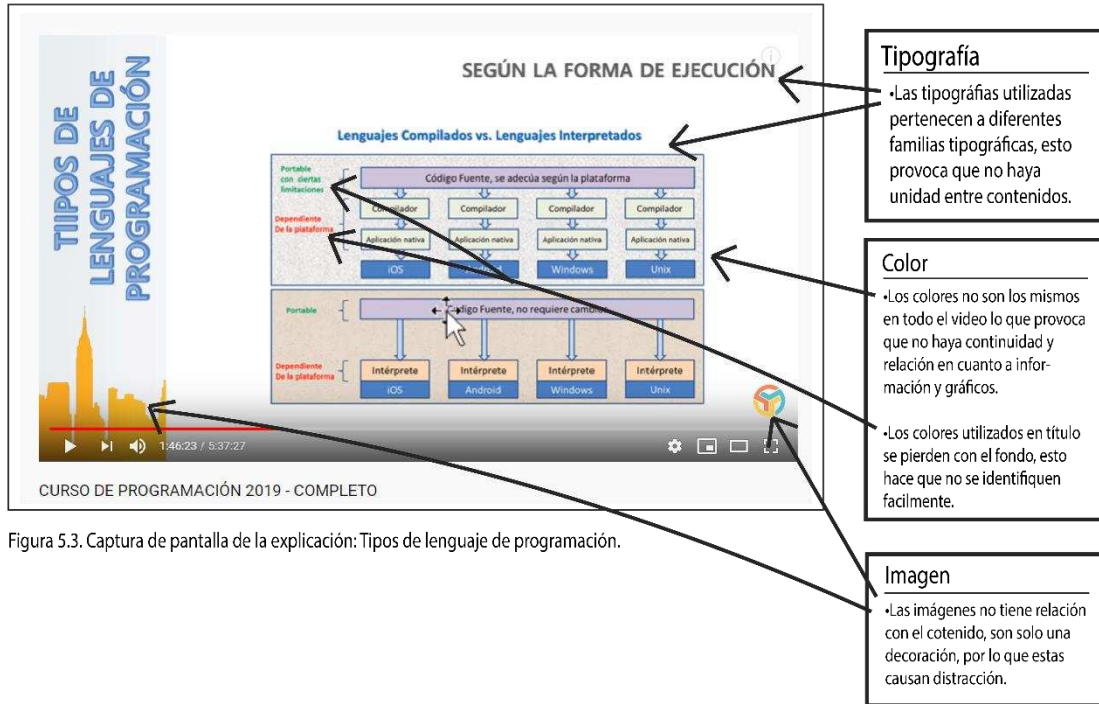 TIIPOS DE
LENGUAJES DE
PROGRAMACIÓN
SEGÚN LA FORMA DE EJECUCIÓN
Lenguajes Compilados vs. Lenguajes Interpretados
Portable
con ciertas
limitaciones
Dependiente
De la plataforma
Código Fuente, se adecúa según la plataforma
Compilador Compilador Compilador Compilador
Aplicación nativa Aplicación nativa Aplicación nativa Aplicación nativa
iOS Android Windows Unix
Portable
Código Fuente, no requiere cambios
Dependiente
De la plataforma
Intérprete Intérprete Intérprete Intérprete
iOS Android Windows Unix
1:46:23 / 5:37:27
CURSO DE PROGRAMACIÓN 2019 - COMPLETO
Figura 5.3. Captura de pantalla de la explicación: Tipos de lenguaje de programación.
Tipografía
•Las tipográfias utilizadas
pertenecen a diferentes
familias tipográficas, esto
provoca que no haya
unidad entre contenidos.
Color
•Los colores no son los mismos
en todo el video lo que provoca
que no haya continuidad y
relación en cuanto a infor-
mación y gráficos.
•Los colores utilizados en título
se pierden con el fondo, esto
hace que no se identifiquen
facilmente.
Imagen
•Las imágenes no tiene relación
con el cotenido, son solo una
decoración, por lo que estas
causan distracción.